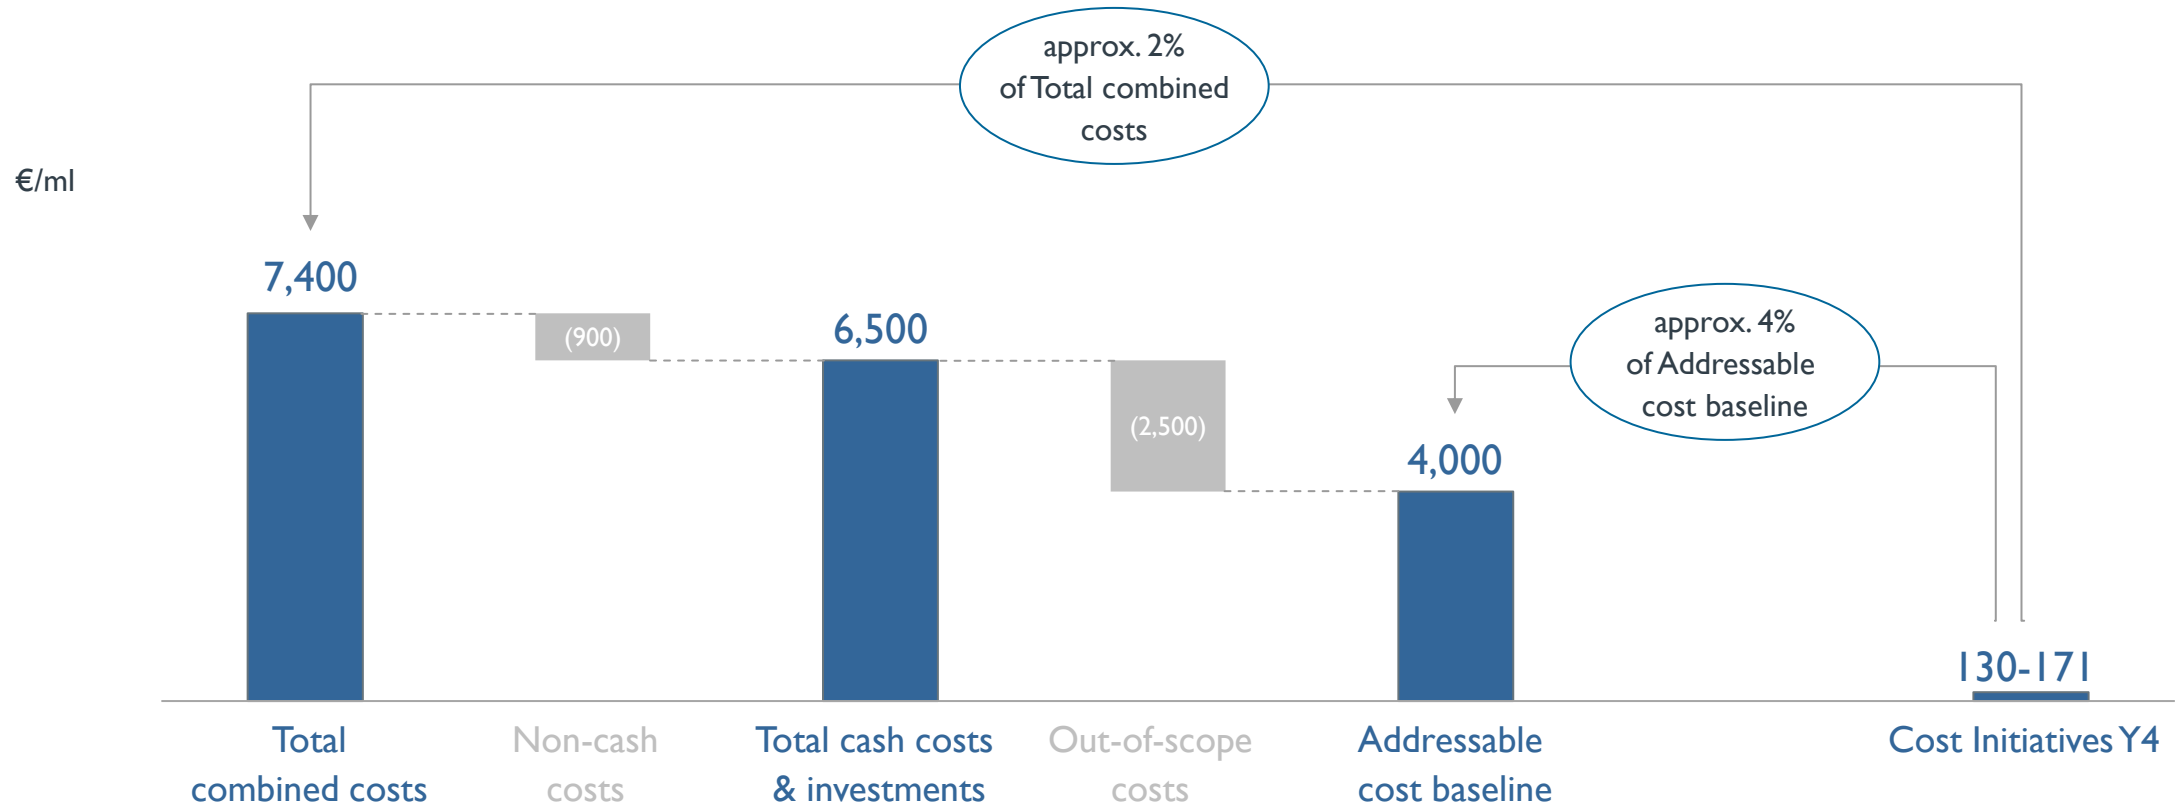 approx. 2%
of Total combined
costs
€/ml
7,400
(900)
6,500
(2,500)
approx. 4%
of Addressable
cost baseline
4,000
130-171
Total
combined costs
Non-cash
costs
Total cash costs
& investments
Out-of-scope
costs
Addressable
cost baseline
Cost Initiatives Y4